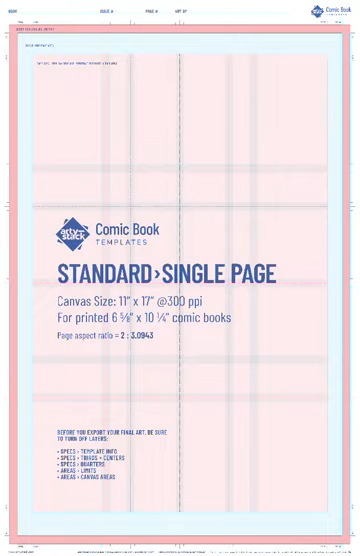 BOOK ISSUE # PAGE # ART BY
Comic Book
TEMPLATES
arty
stack
Comic Book
TEMPLATES
STANDARD›SINGLE PAGE
Canvas Size: 11” x 17” @300 ppi
For printed 6 ⅝” x 10 ¼” comic books
Page aspect ratio = 2 : 3.0943
BEFORE YOU EXPORT YOUR FINAL ART, BE SURE
TO TURN OFF LAYERS:
• SPECS › TEMPLATE INFO
• SPECS › THIRDS + CENTERS
• SPECS › QUARTERS
• AREAS › LIMITS
• AREAS › CANVAS AREAS